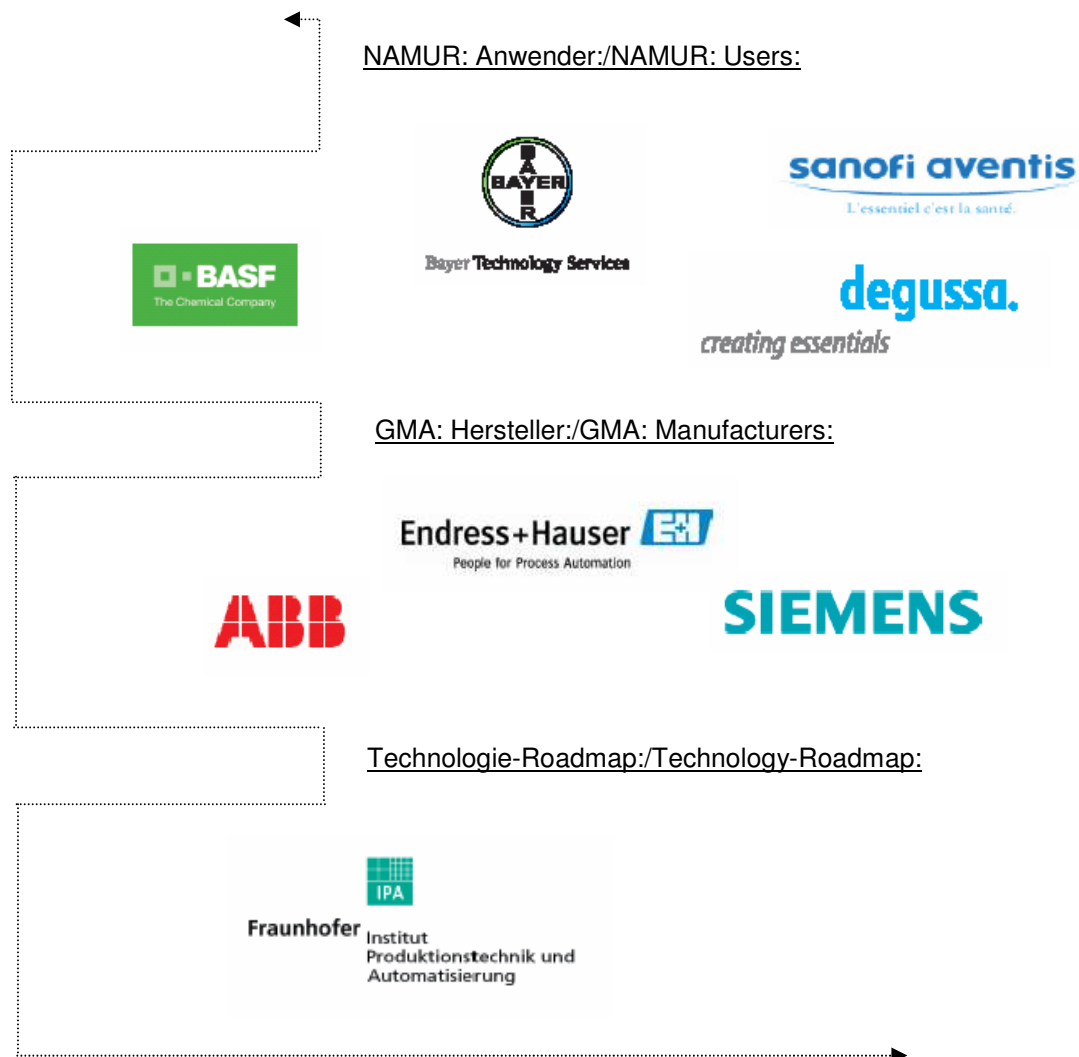 NAMUR: Anwender:/NAMUR: Users:
BAYER
BAYER
Bayer Technology Services
sanofi aventis
L'essentiel c'est la santé.
BASF
The Chemical Company
degussa.
creating essentials
GMA: Hersteller:/GMA: Manufacturers:
Endress+Hauser E+H
People for Process Automation
ABB
SIEMENS
Technologie-Roadmap:/Technology-Roadmap:
IPA
Fraunhofer Institut
Produktionstechnik und
Automatisierung